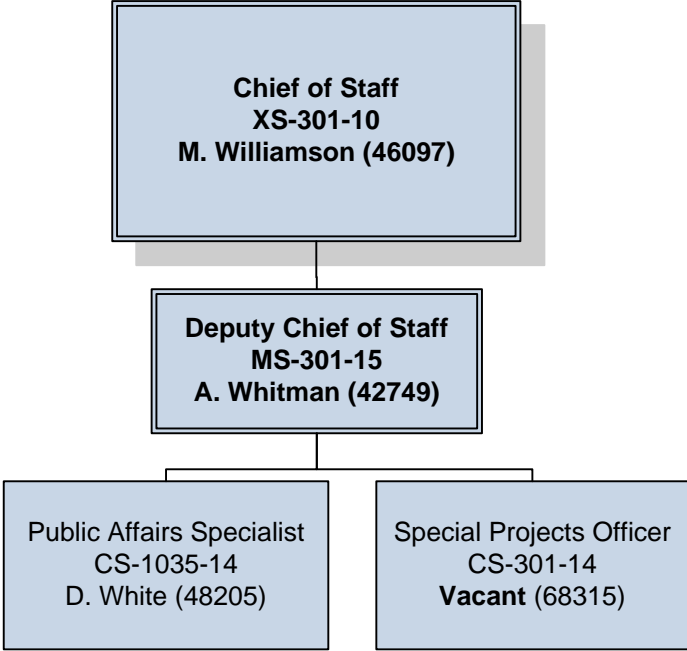 Chief of Staff
XS-301-10
M. Williamson (46097)
Deputy Chief of Staff
MS-301-15
A. Whitman (42749)
Public Affairs Specialist
CS-1035-14
D. White (48205)
Special Projects Officer
CS-301-14
Vacant (68315)